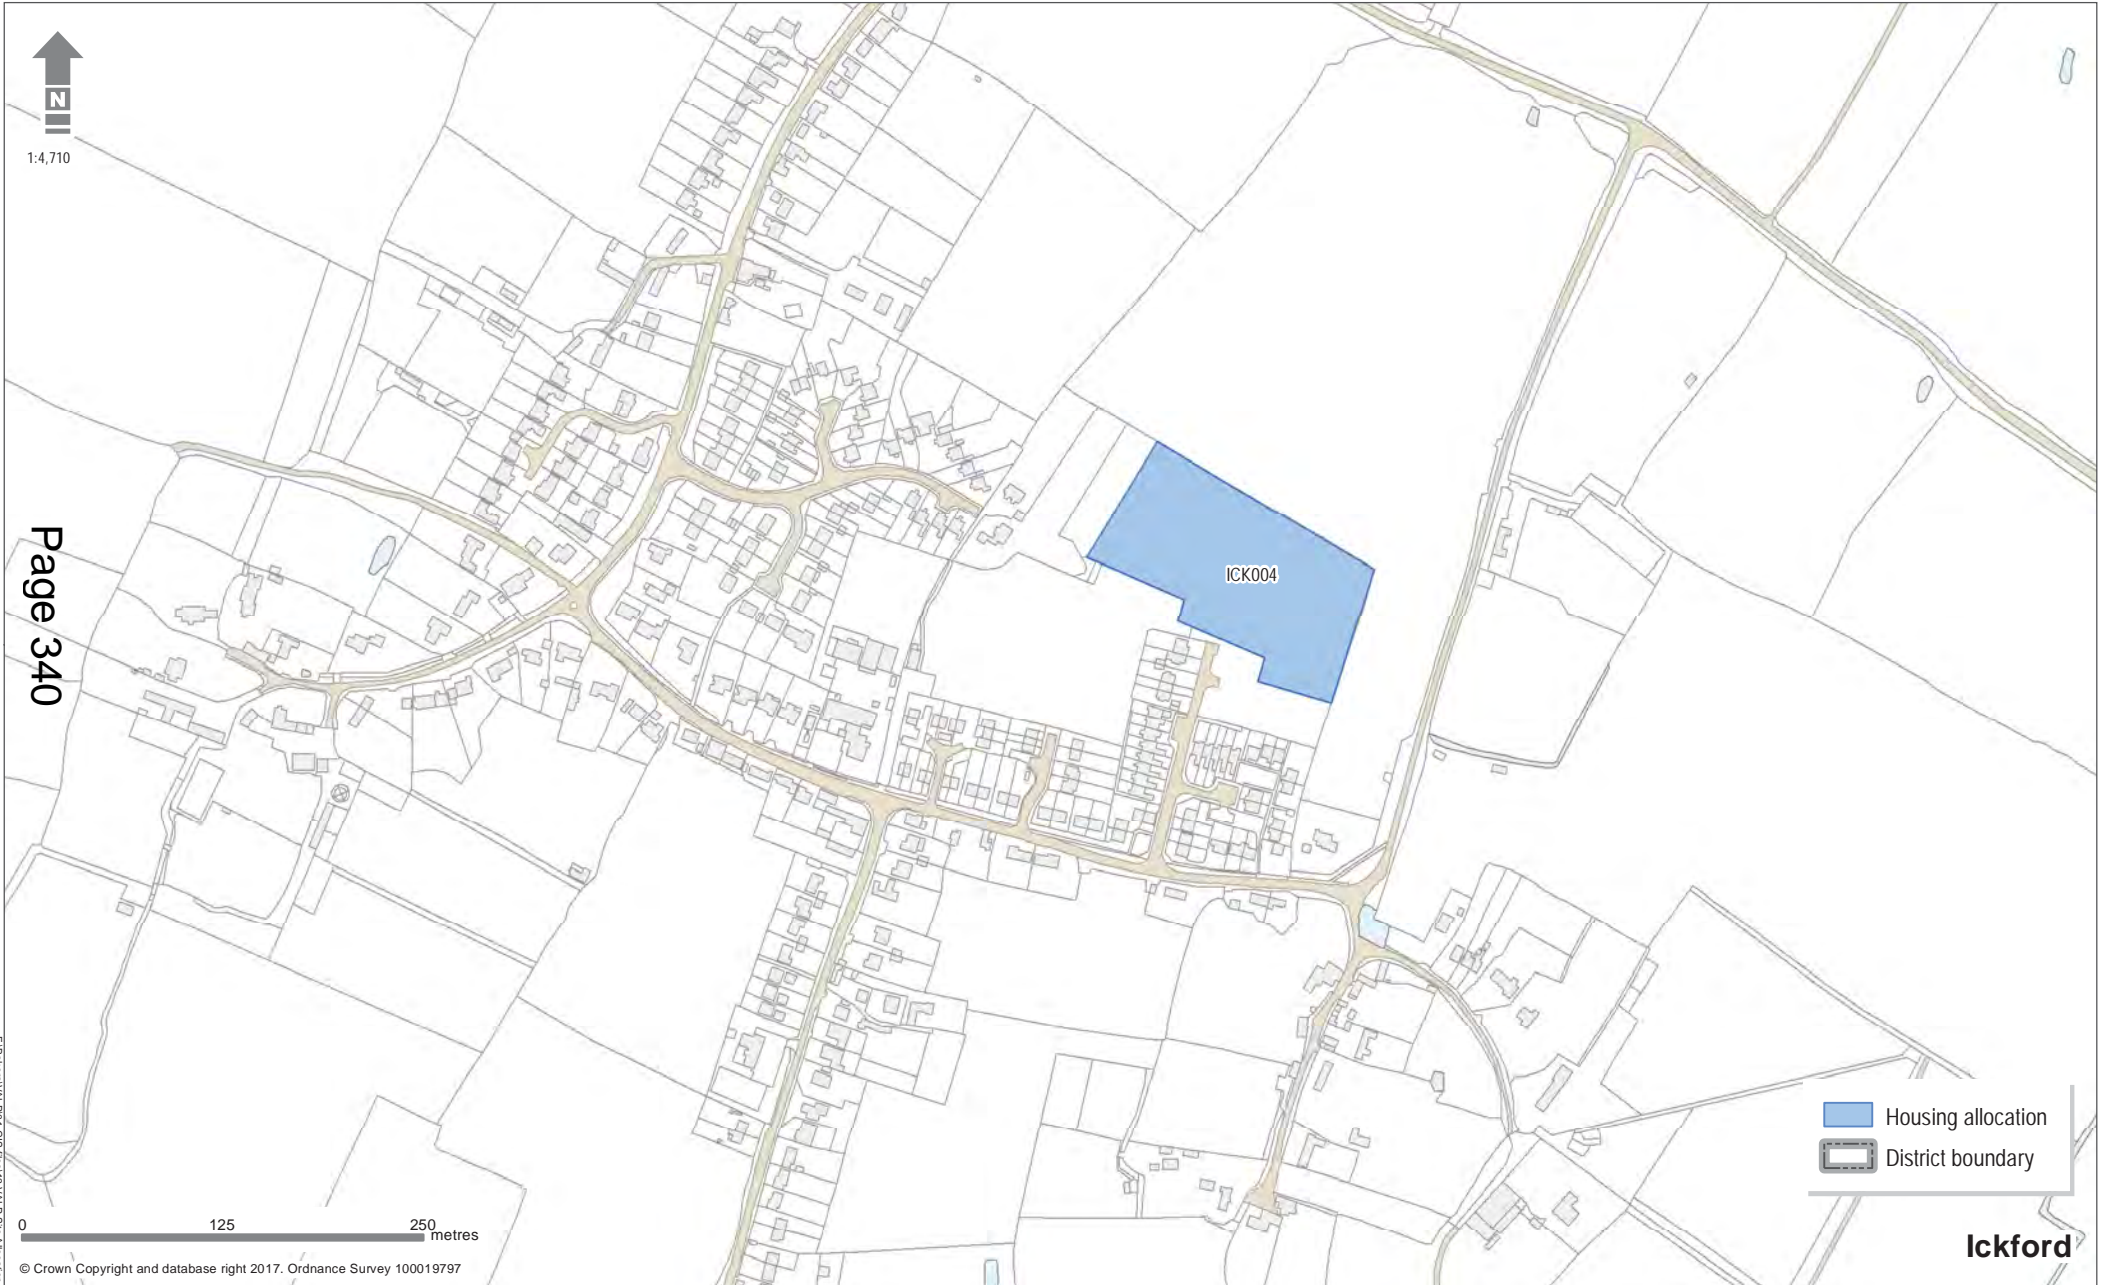 N
1:4,710
ICK004
Page 340
Housing allocation
District boundary
0 125 250
metres
Ickford
© Crown Copyright and database right 2017. Ordnance Survey 100019797